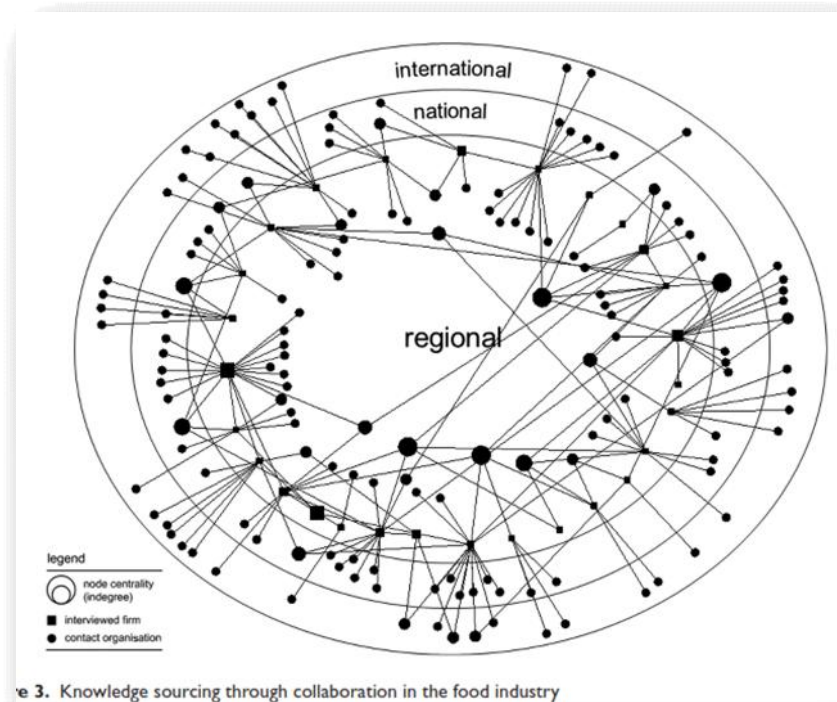 international
national
regional
legend
node centrality
(indegree)
interviewed firm
contact organisation
e 3. Knowledge sourcing through collaboration in the food industry